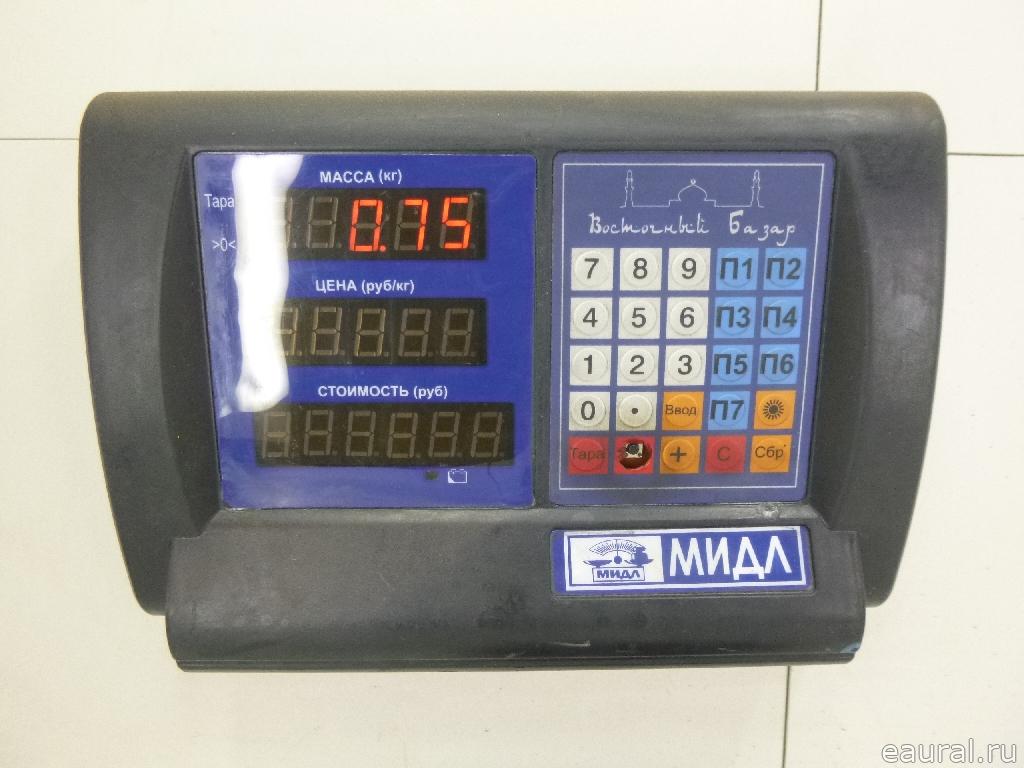 МАССА (кг)
Тара
0.75
>0<
ЦЕНА (руб/кг)
СТОИМОСТЬ (руб)
Восточный Базар
7 8 9 П1 П2
4 5 6 П3 П4
1 2 3 П5 П6
0 . Ввод П7
Тара + С Сбр
МИДЛ
МИДЛ
eaural.ru